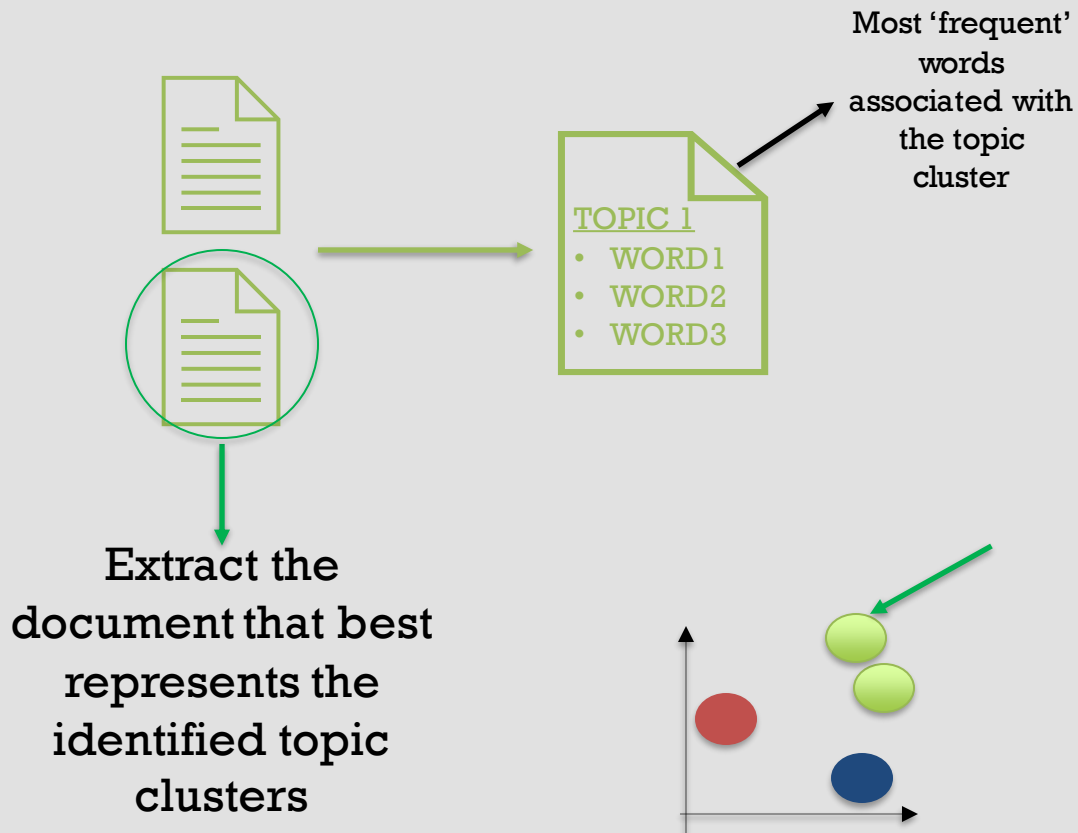 Most ‘frequent’
words
associated with
the topic
cluster
TOPIC 1
• WORD1
• WORD2
• WORD3
Extract the
document that best
represents the
identified topic
clusters